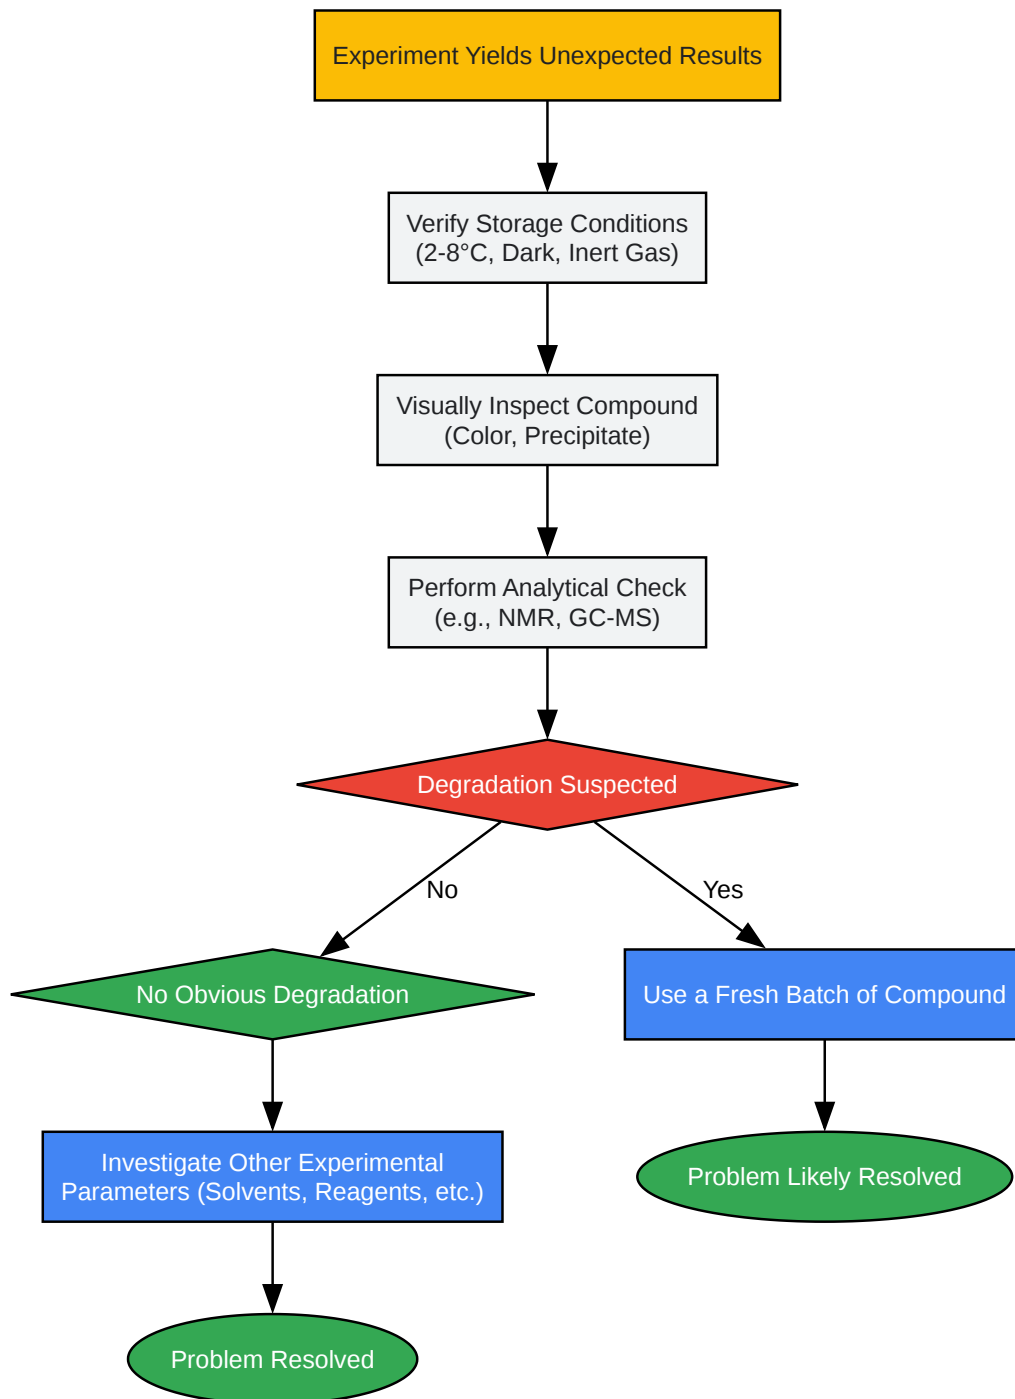 Experiment Yields Unexpected Results
Verify Storage Conditions
(2-8°C, Dark, Inert Gas)
Visually Inspect Compound
(Color, Precipitate)
Perform Analytical Check
(e.g., NMR, GC-MS)
Degradation Suspected
No
Yes
No Obvious Degradation
Use a Fresh Batch of Compound
Investigate Other Experimental
Parameters (Solvents, Reagents, etc.)
Problem Likely Resolved
Problem Resolved